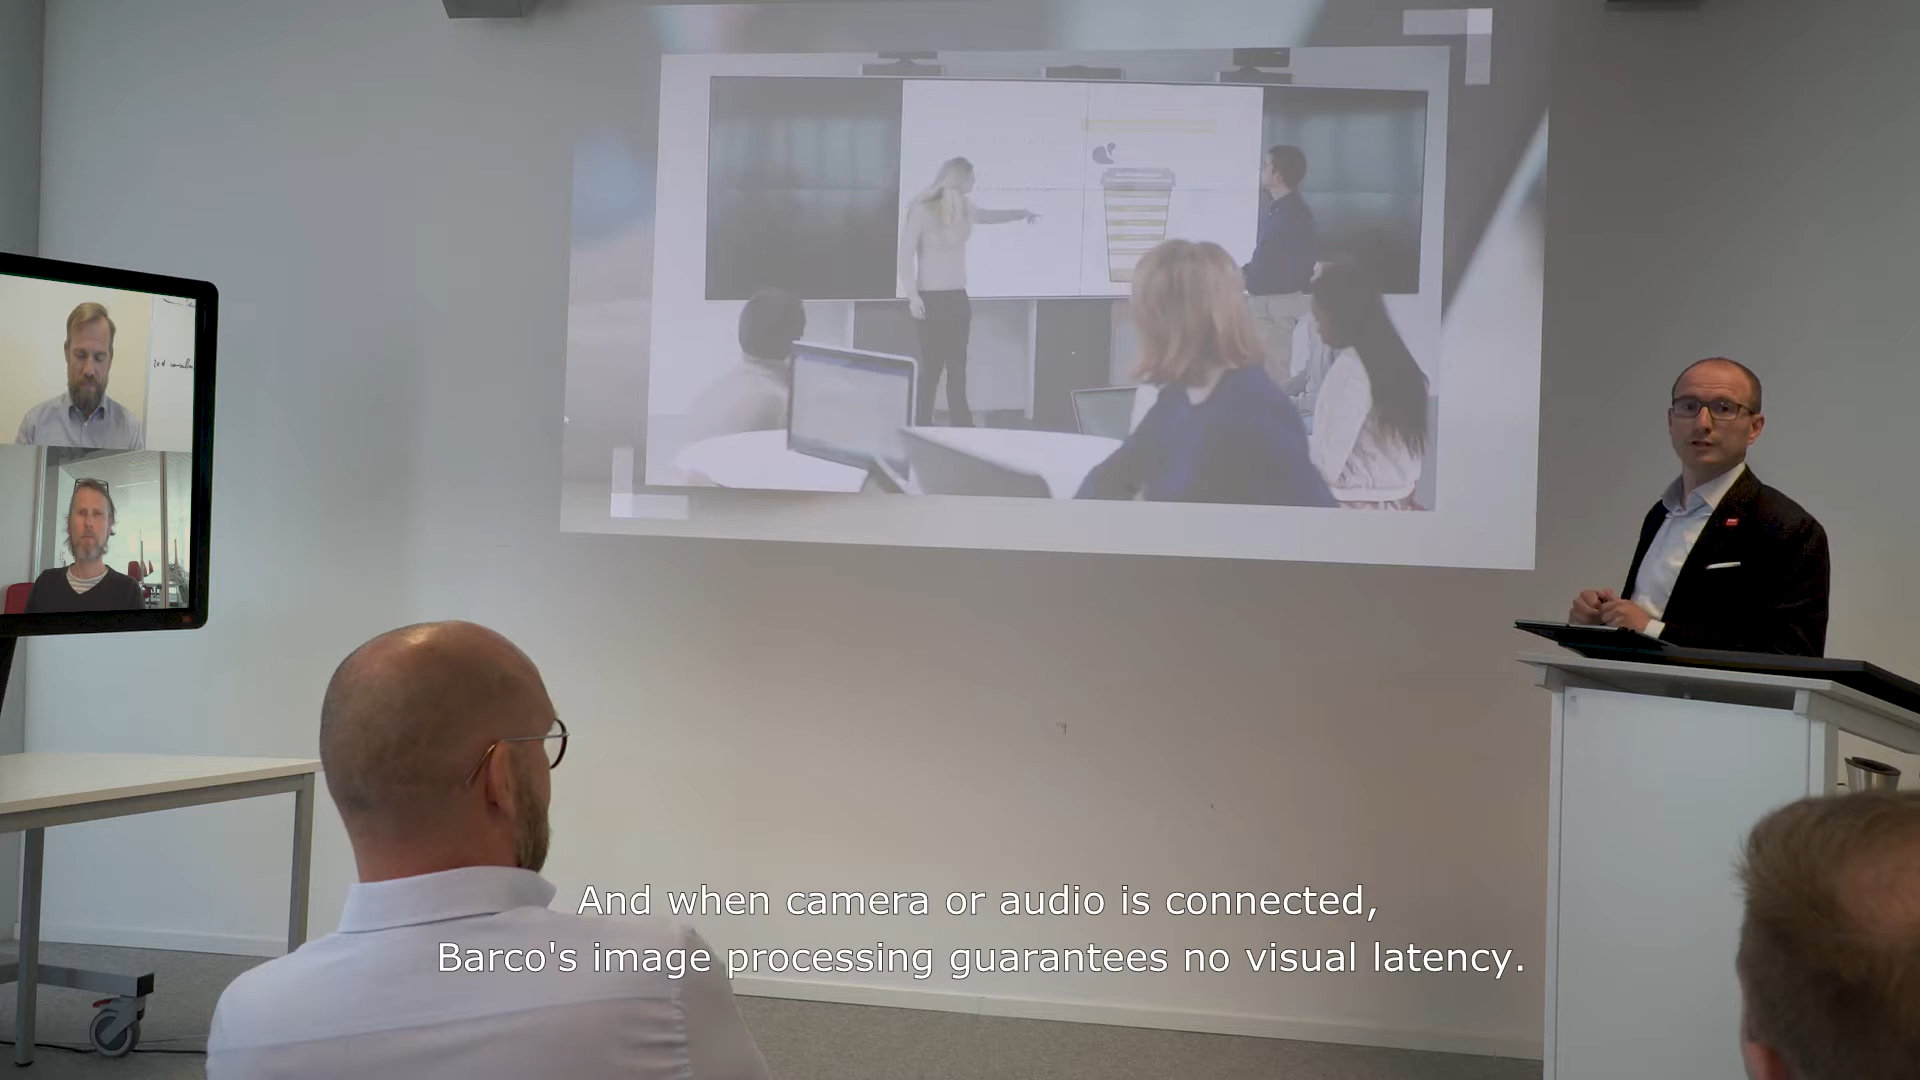 And when camera or audio is connected,
Barco's image processing guarantees no visual latency.